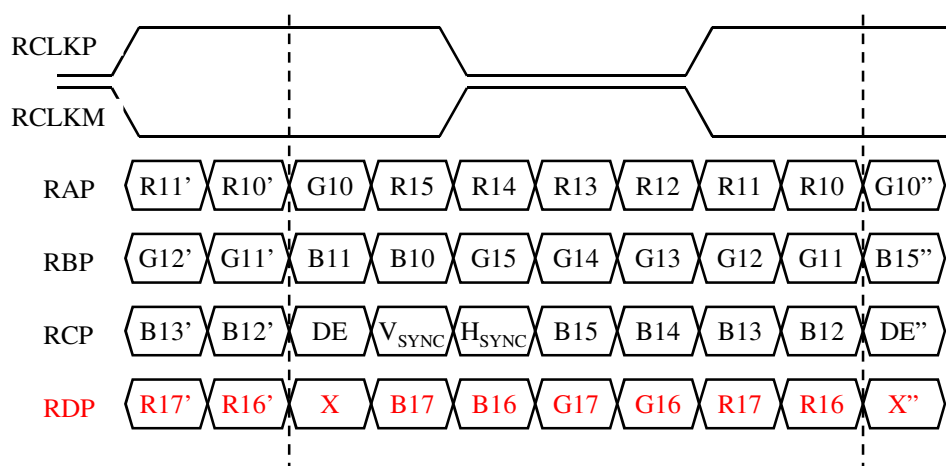 RCLKP
RCLKM
RAP R11’ R10’ G10 R15 R14 R13 R12 R11 R10 G10”
RBP G12’ G11’ B11 B10 G15 G14 G13 G12 G11 B15”
RCP B13’ B12’ DE VSYNC HSYNC B15 B14 B13 B12 DE”
RDP R17’ R16’ X B17 B16 G17 G16 R17 R16 X”